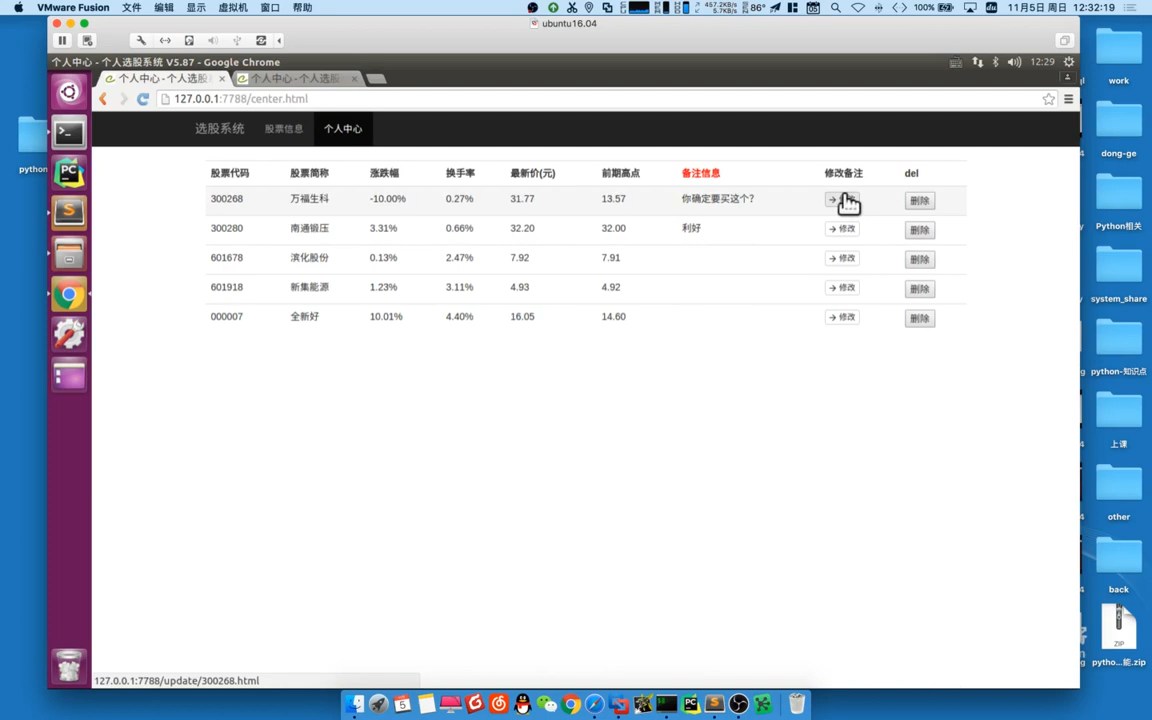 VMware Fusion 文件 编辑 显示 虚拟机 窗口 帮助 457.2KB/s 5.7KB/s 86° 100% 11月5日 周日 12:32:19
ubuntu16.04
个人中心 - 个人选股系统 V5.87 - Google Chrome 12:29
个人中心 - 个人选股 × 个人中心 - 个人选股 ×
127.0.0.1:7788/center.html
选股系统 股票信息 个人中心
股票代码 股票简称 涨跌幅 换手率 最新价(元) 前期高点 备注信息 修改备注 del
300268 万福生科 -10.00% 0.27% 31.77 13.57 你确定要买这个? 删除
300280 南通锻压 3.31% 0.66% 32.20 32.00 利好 修改 删除
601678 滨化股份 0.13% 2.47% 7.92 7.91 修改 删除
601918 新集能源 1.23% 3.11% 4.93 4.92 修改 删除
000007 全新好 10.01% 4.40% 16.05 14.60 修改 删除
127.0.0.1:7788/update/300268.html
python
work
dong-ge
Python相关
system_share
python-知识点
上课
other
back
ZIP
pytho...能.zip